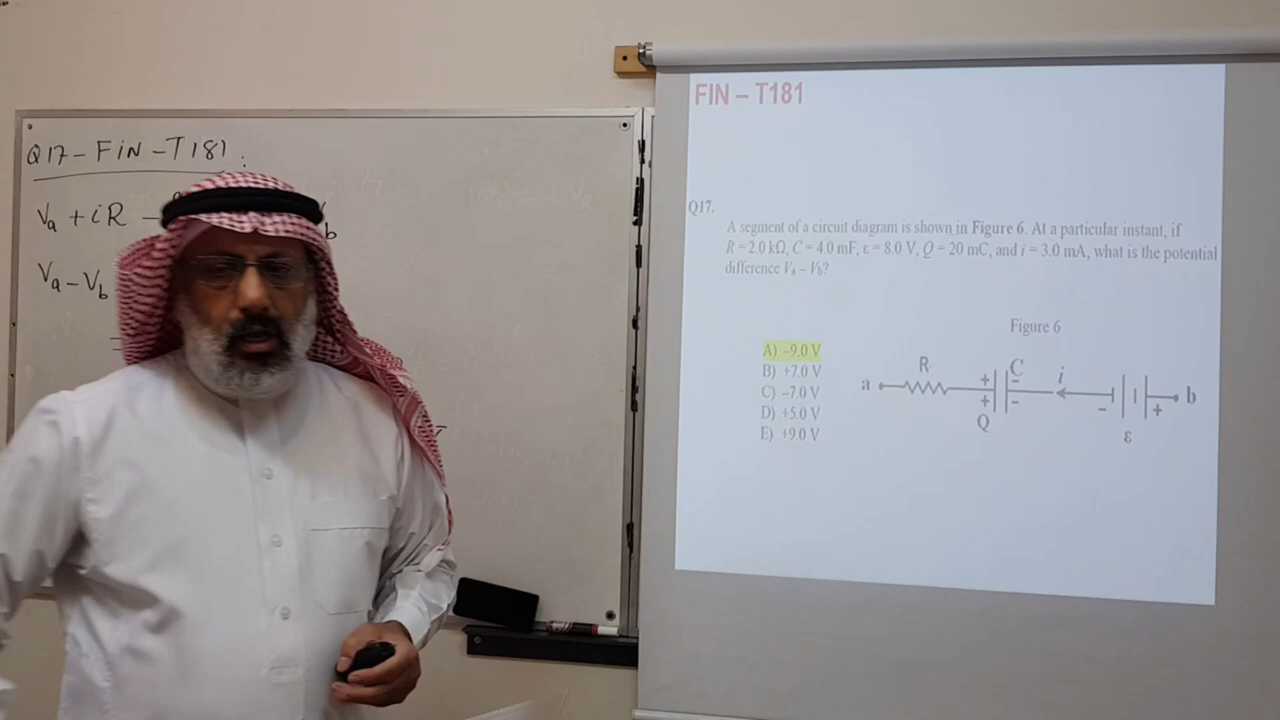 Q17-FIN-T181:
Va + iR -
b
Va - Vb
=
FIN – T181
Q17.
A segment of a circuit diagram is shown in Figure 6. At a particular instant, if
R = 2.0 kΩ, C = 4.0 mF, ε = 8.0 V, Q = 20 mC, and i = 3.0 mA, what is the potential
difference Va – Vb?
Figure 6
A) –9.0 V
B) +7.0 V
C) –7.0 V
D) +5.0 V
E) +9.0 V
R C i
a + - b
+ - - +
Q ε